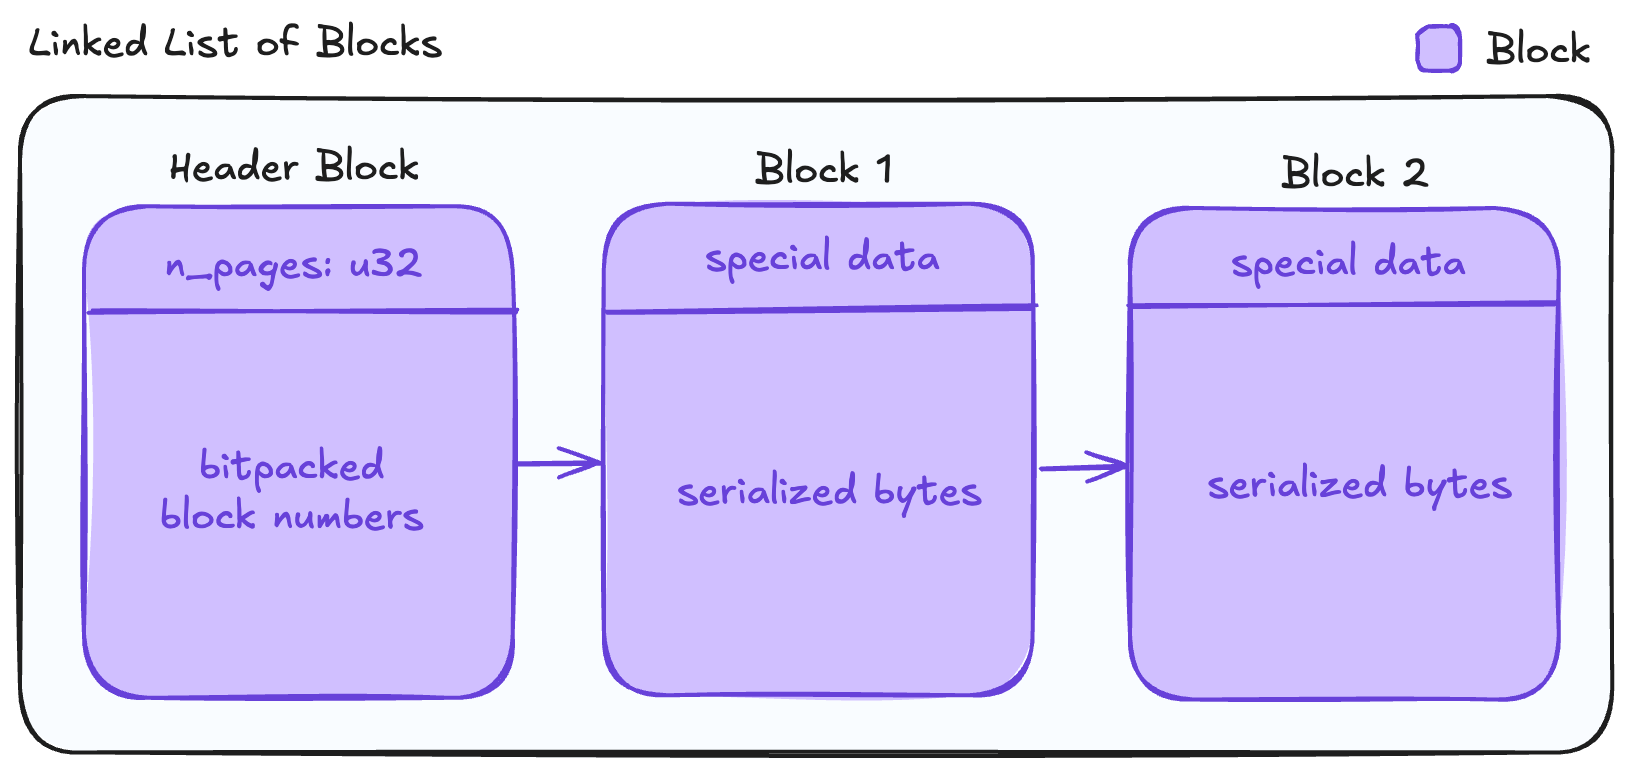 Linked List of Blocks
Block
Header Block
n_pages: u32
bitpacked
block numbers
Block 1
special data
serialized bytes
Block 2
special data
serialized bytes